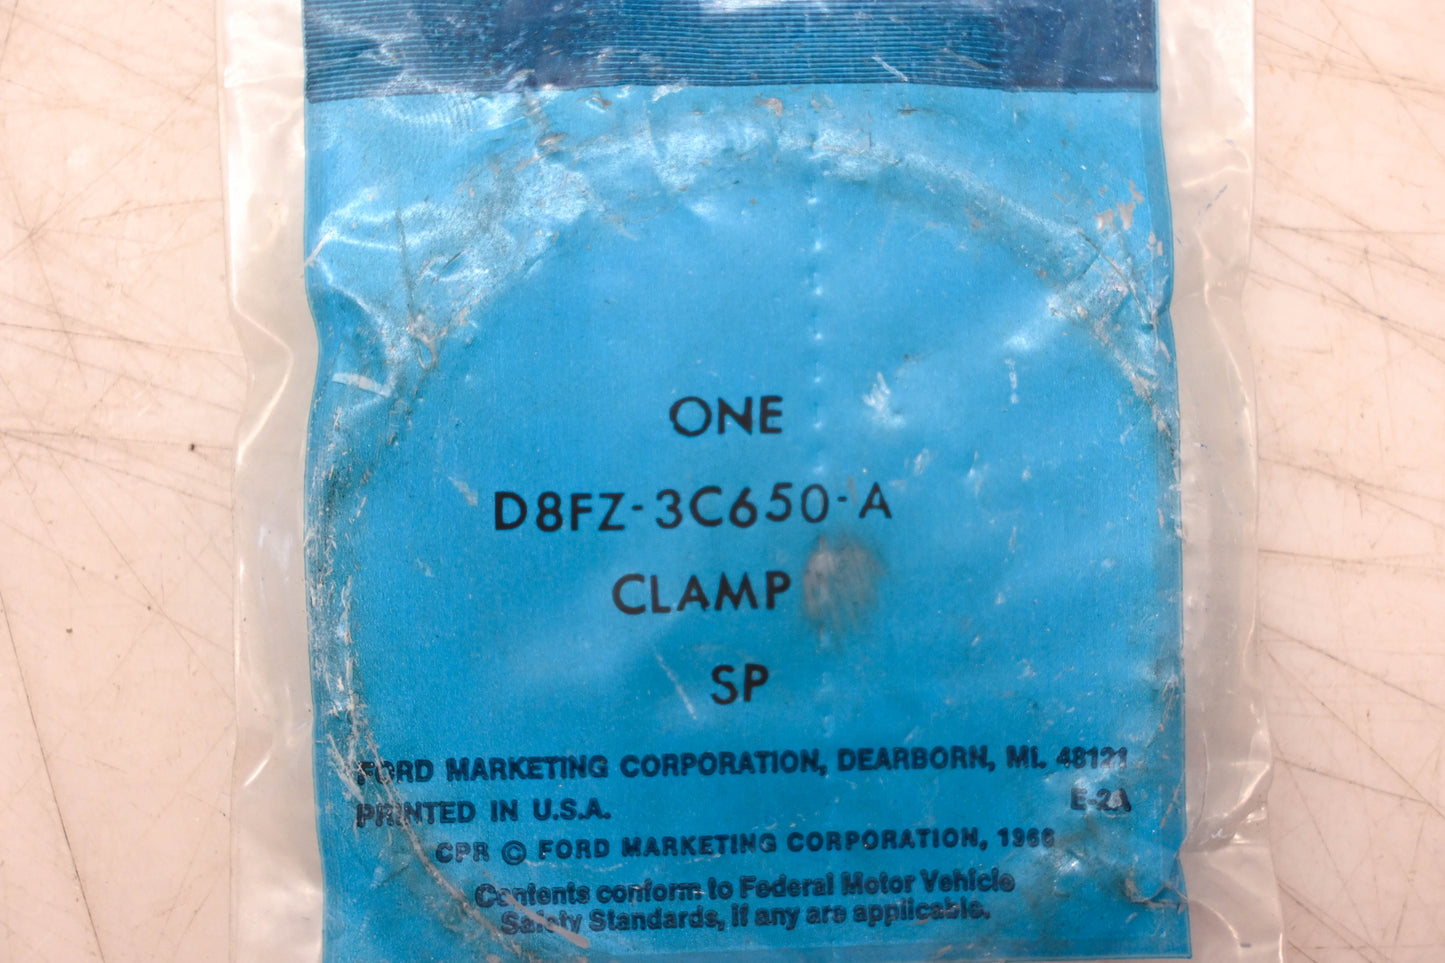 ONE
D8FZ-3C650-A
CLAMP
SP
FORD MARKETING CORPORATION, DEARBORN, MI. 48121
PRINTED IN U.S.A. E-2A
CPR © FORD MARKETING CORPORATION, 1966
Contents conform to Federal Motor Vehicle
Safety Standards, if any are applicable.